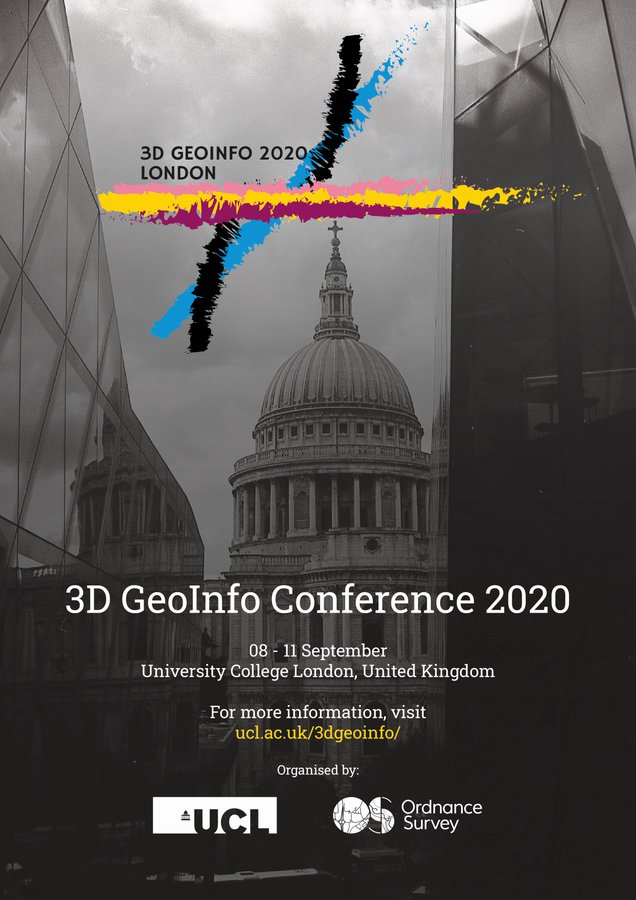 3D GEOINFO 2020
LONDON
3D GeoInfo Conference 2020
08 - 11 September
University College London, United Kingdom
For more information, visit
ucl.ac.uk/3dgeoinfo/
Organised by:
UCL
OS Ordnance
Survey